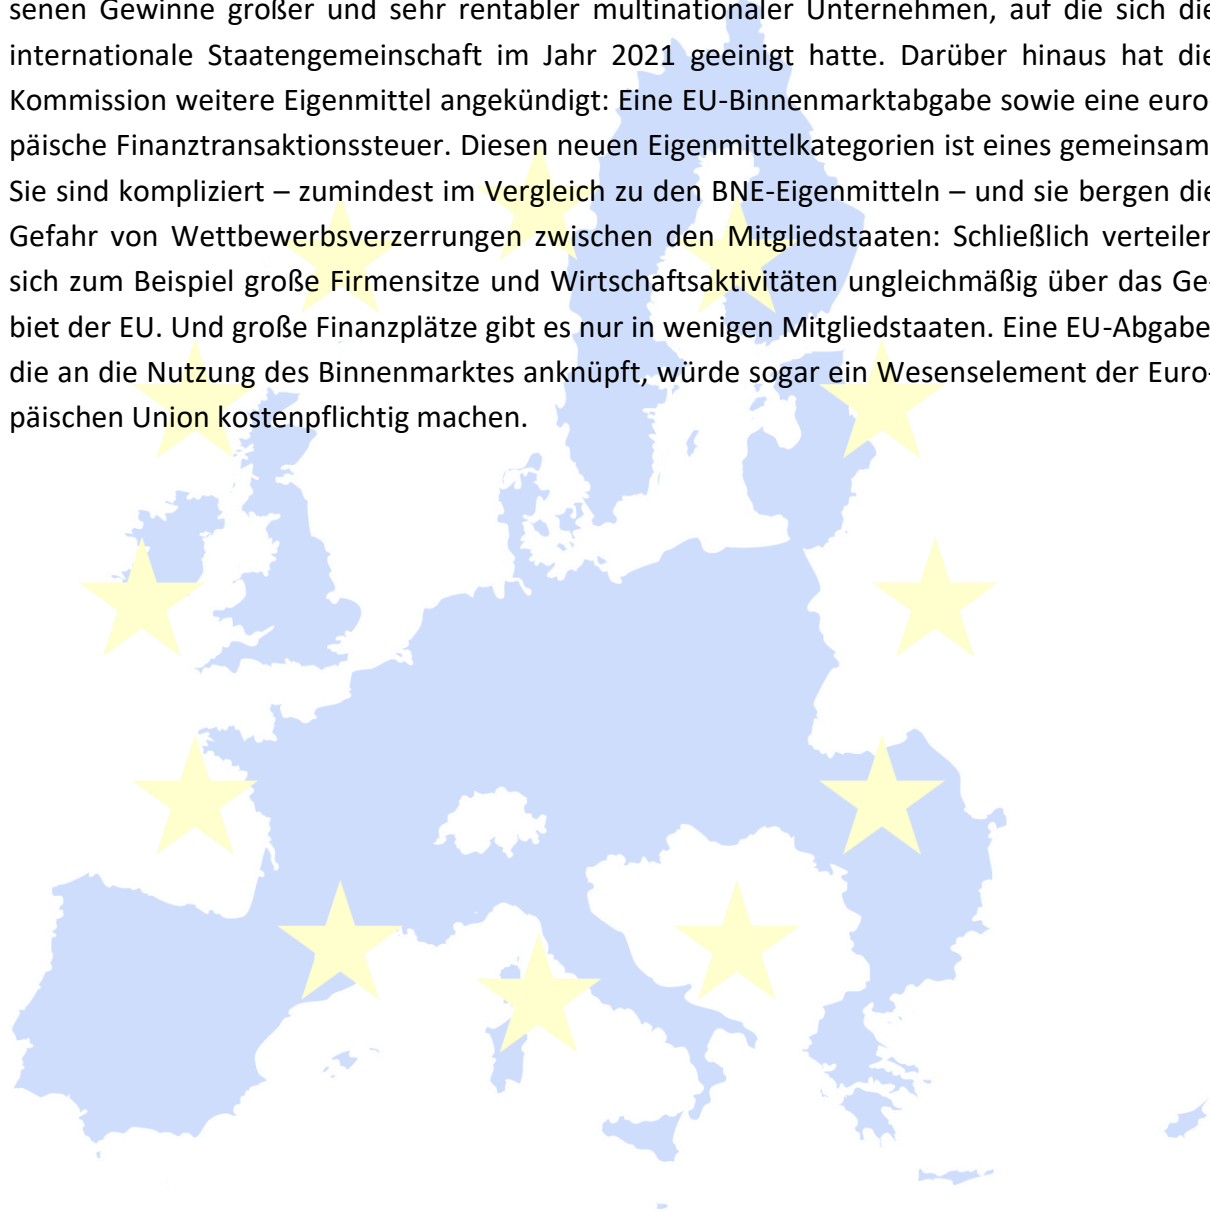 senen Gewinne großer und sehr rentabler multinationaler Unternehmen, auf die sich die
internationale Staatengemeinschaft im Jahr 2021 geeinigt hatte. Darüber hinaus hat die
Kommission weitere Eigenmittel angekündigt: Eine EU-Binnenmarktabgabe sowie eine euro-
päische Finanztransaktionssteuer. Diesen neuen Eigenmittelkategorien ist eines gemeinsam
Sie sind kompliziert – zumindest im Vergleich zu den BNE-Eigenmitteln – und sie bergen die
Gefahr von Wettbewerbsverzerrungen zwischen den Mitgliedstaaten: Schließlich verteilen
sich zum Beispiel große Firmensitze und Wirtschaftsaktivitäten ungleichmäßig über das Ge-
biet der EU. Und große Finanzplätze gibt es nur in wenigen Mitgliedstaaten. Eine EU-Abgabe
die an die Nutzung des Binnenmarktes anknüpft, würde sogar ein Wesenselement der Euro-
päischen Union kostenpflichtig machen.